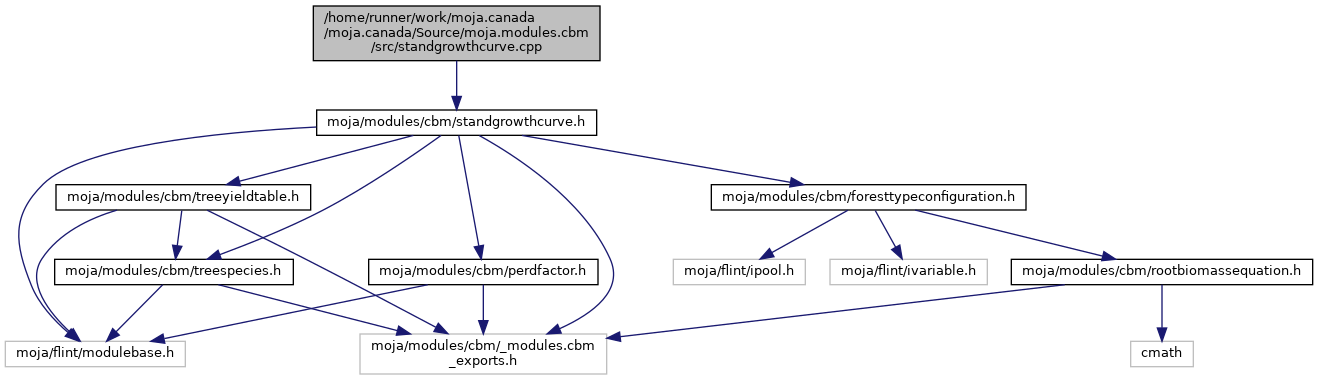 /home/runner/work/moja.canada
/moja.canada/Source/moja.modules.cbm
/src/standgrowthcurve.cpp
moja/modules/cbm/standgrowthcurve.h
moja/modules/cbm/treeyieldtable.h
moja/modules/cbm/foresttypeconfiguration.h
moja/modules/cbm/treespecies.h
moja/modules/cbm/perdfactor.h
moja/flint/ipool.h
moja/flint/ivariable.h
moja/modules/cbm/rootbiomassequation.h
moja/flint/modulebase.h
moja/modules/cbm/_modules.cbm
_exports.h
cmath